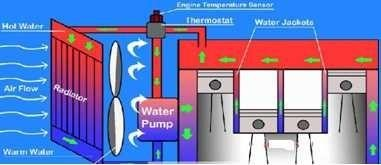 Engine Temperature Sensor
Thermostat
Hot Water
Water Jackets
Air Flow
Radiator
Water
Pump
Warm Water